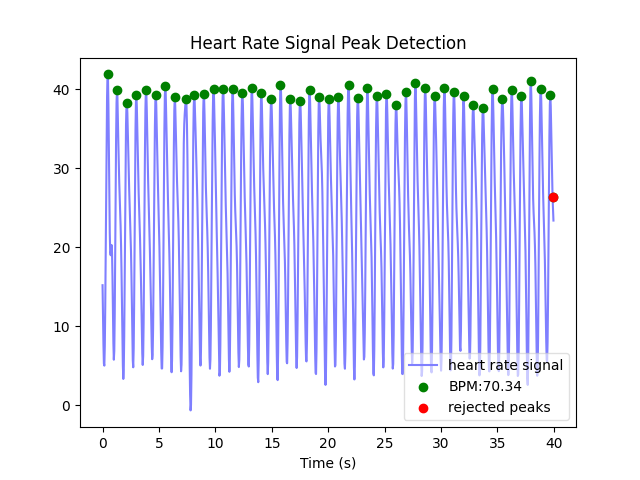 Heart Rate Signal Peak Detection
40
30
20
10
0
heart rate signal
BPM:70.34
rejected peaks
0 5 10 15 20 25 30 35 40
Time (s)